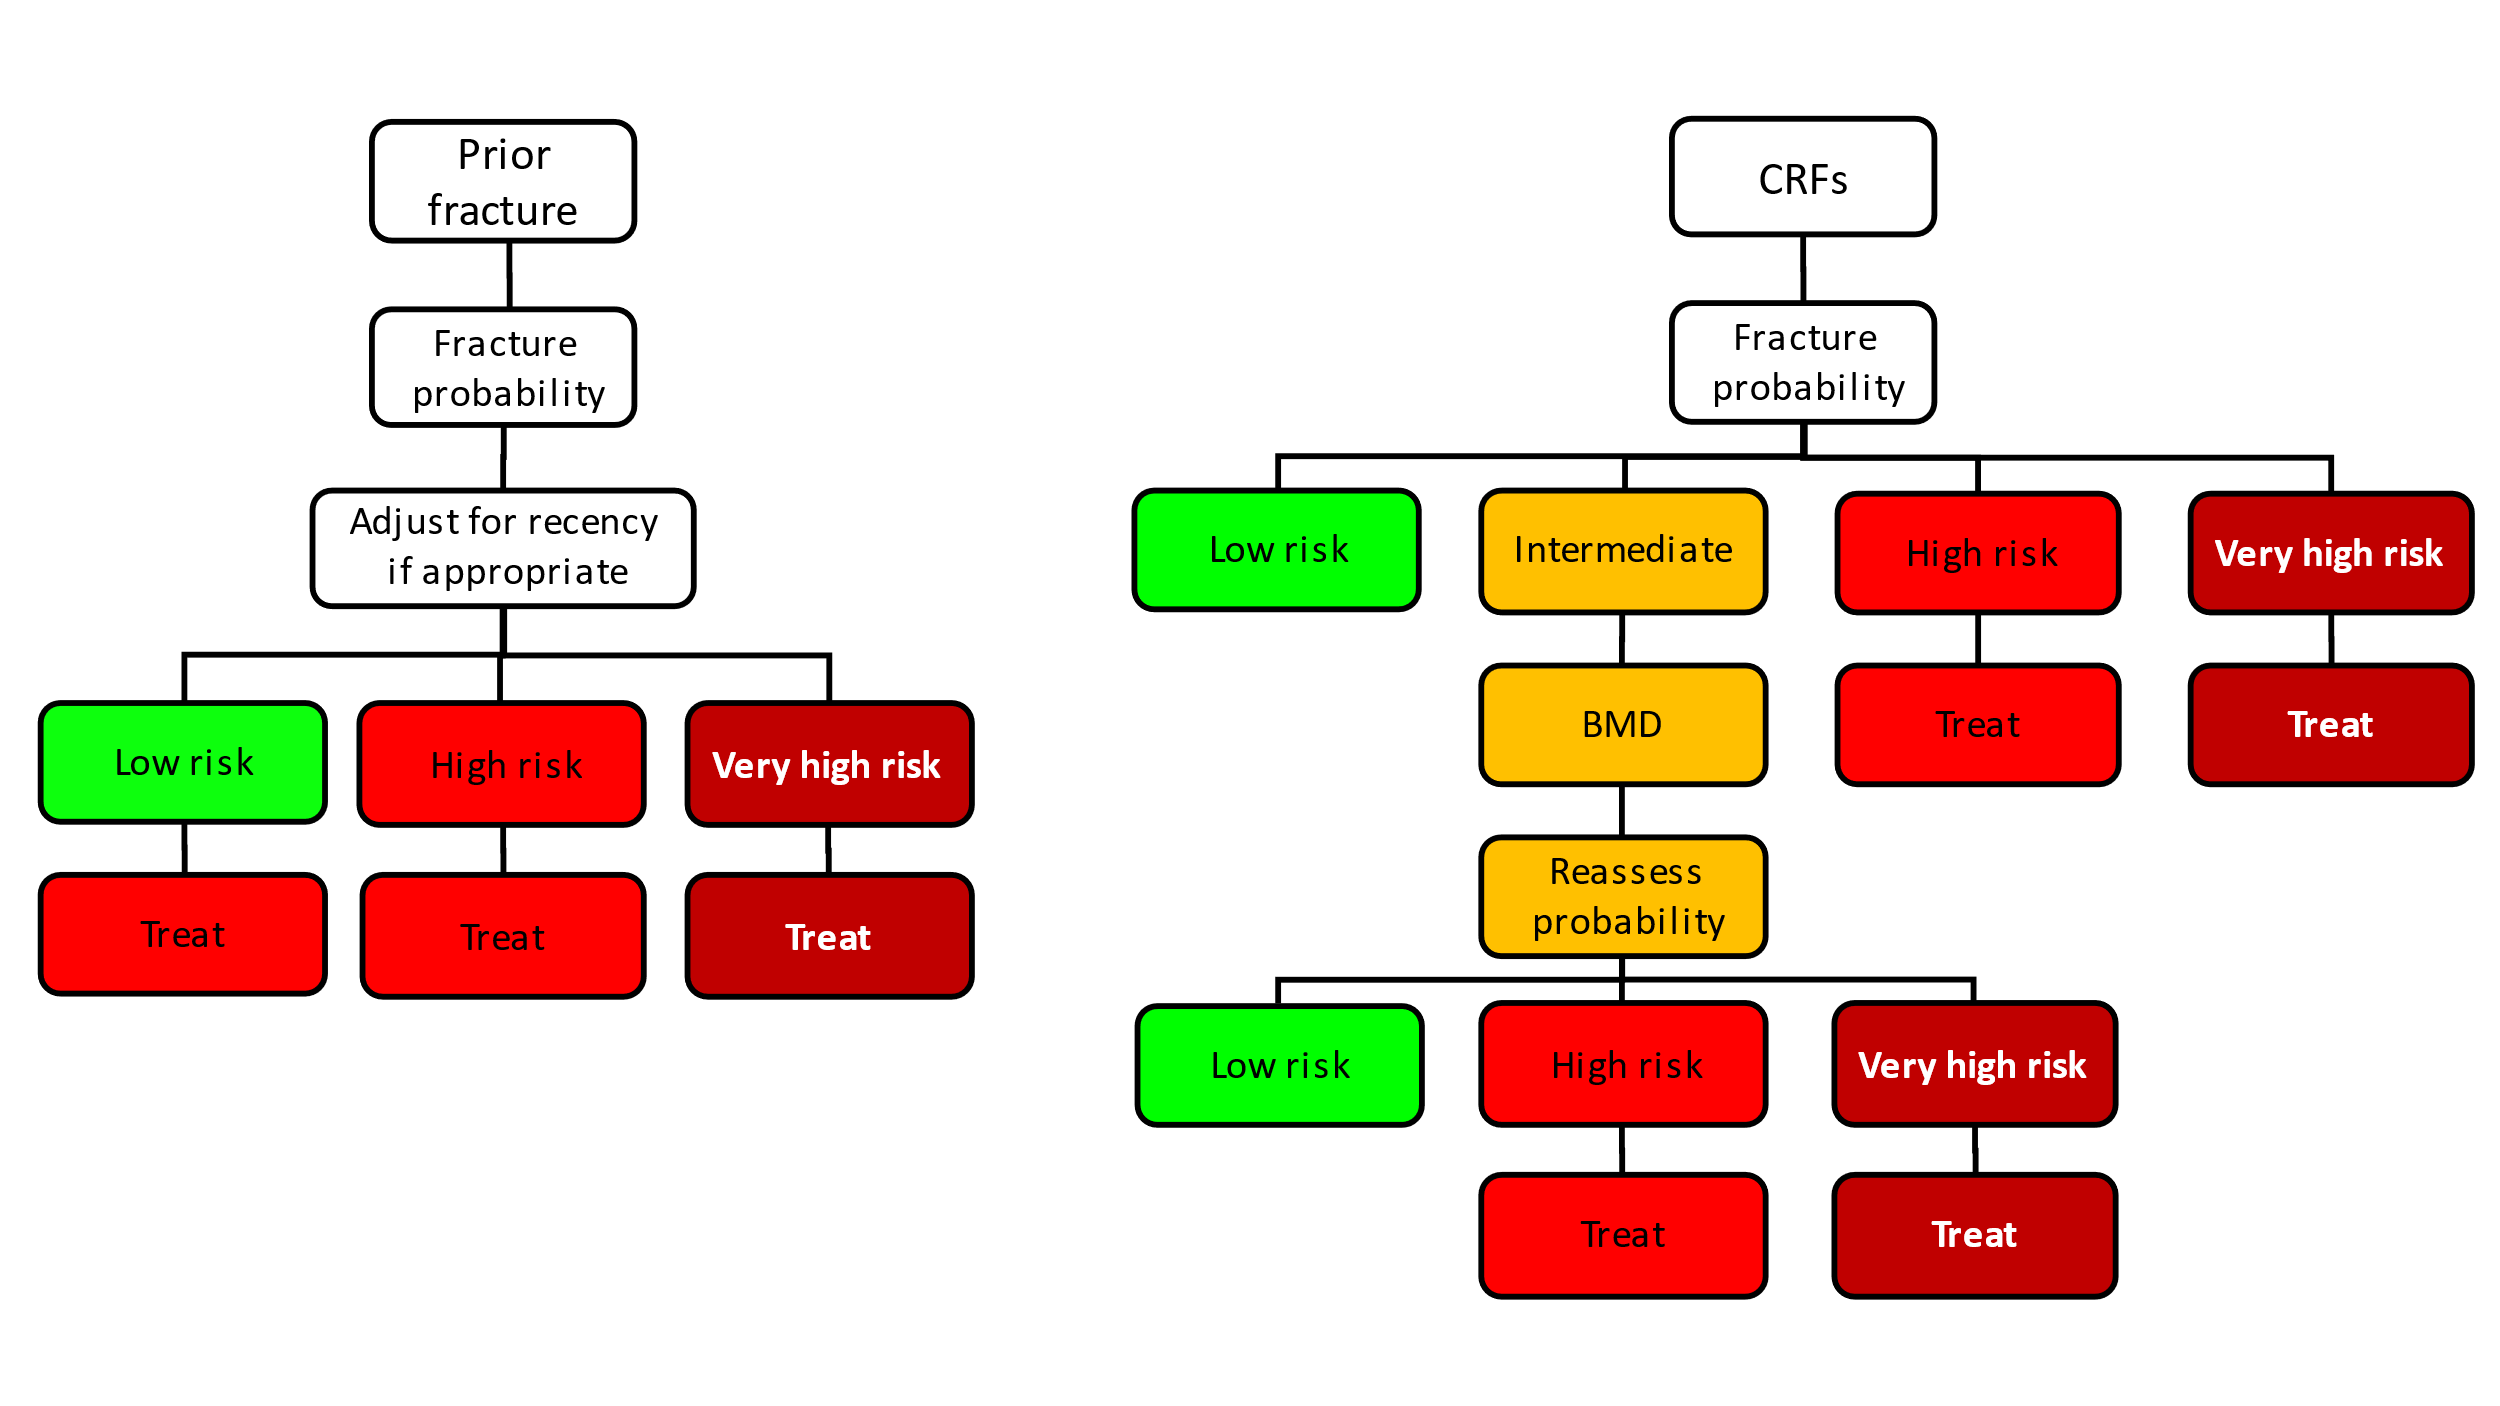 Prior
fracture
Fracture
probability
Adjust for recency
if appropriate
Low risk
High risk
Very high risk
Treat
Treat
Treat
CRFs
Fracture
probability
Low risk
Intermediate
High risk
Very high risk
BMD
Treat
Treat
Reassess
probability
Low risk
High risk
Very high risk
Treat
Treat